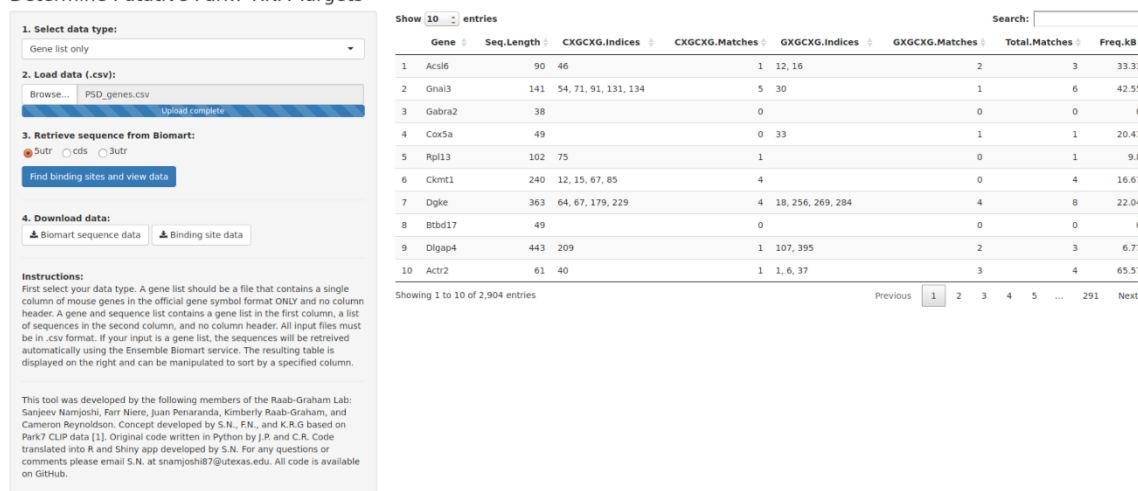 1. Select data type:
Gene list only
2. Load data (.csv):
Browse... PSD_genes.csv
Upload complete
3. Retrieve sequence from Biomart:
5utr cds 3utr
Find binding sites and view data
4. Download data:
Biomart sequence data Binding site data
Instructions:
First select your data type. A gene list should be a file that contains a single
column of mouse genes in the official gene symbol format ONLY and no column
header. A gene and sequence list contains a gene list in the first column, a list
of sequences in the second column, and no column header. All input files must
be in .csv format. If your input is a gene list, the sequences will be retreived
automatically using the Ensemble Biomart service. The resulting table is
displayed on the right and can be manipulated to sort by a specified column.
This tool was developed by the following members of the Raab-Graham Lab:
Sanjeev Namjoshi, Farr Niere, Juan Penaranda, Kimberly Raab-Graham, and
Cameron Reynoldson. Concept developed by S.N., F.N., and K.R.G based on
Park7 CLIP data [1]. Original code written in Python by J.P. and C.R. Code
translated into R and Shiny app developed by S.N. For any questions or
comments please email S.N. at snamjoshi87@utexas.edu. All code is available
on GitHub.
Show 10 entries Search:
Gene Seq.Length CXGCXG.Indices CXGCXG.Matches GXGCXG.Indices GXGCXG.Matches Total.Matches Freq.kB
1 Acsl6 90 46 1 12, 16 2 3 33.33
2 Gnai3 141 54, 71, 91, 131, 134 5 30 1 6 42.55
3 Gabra2 38 0 0 0
4 Cox5a 49 0 33 1 1 20.41
5 Rpl13 102 75 1 0 1 9.8
6 Ckmt1 240 12, 15, 67, 85 4 0 4 16.67
7 Dgke 363 64, 67, 179, 229 4 18, 256, 269, 284 4 8 22.04
8 Btbd17 49 0 0 0
9 Dlgap4 443 209 1 107, 395 2 3 6.77
10 Actr2 61 40 1 1, 6, 37 3 4 65.57
Showing 1 to 10 of 2,904 entries Previous 1 2 3 4 5 ... 291 Next